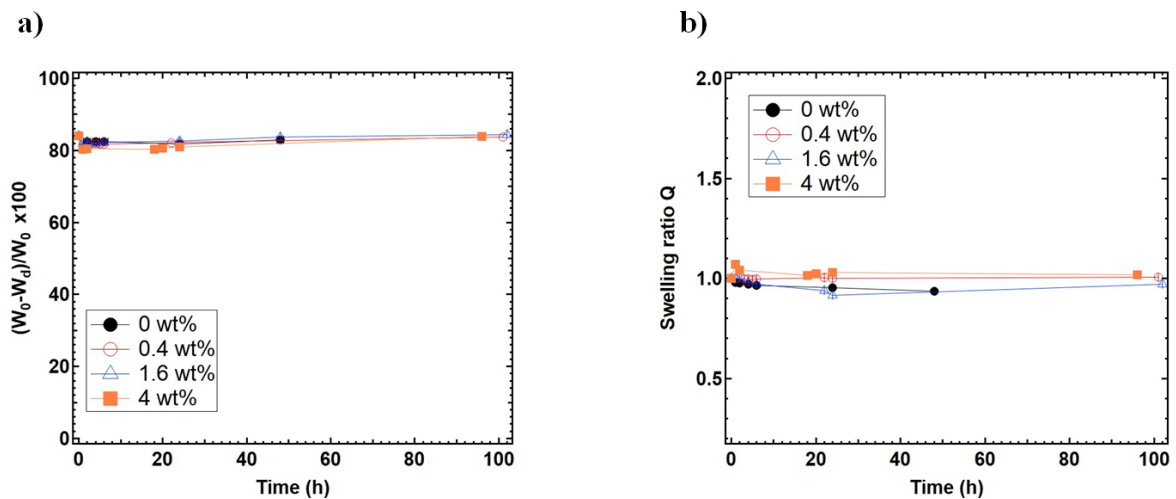 a)
(W0-Wd)/W0 x100
100
80
60
40
20
0
0 wt%
0.4 wt%
1.6 wt%
4 wt%
0 20 40 60 80 100
Time (h)
b)
Swelling ratio Q
2.0
1.5
1.0
0.5
0 wt%
0.4 wt%
1.6 wt%
4 wt%
0 20 40 60 80 100
Time (h)